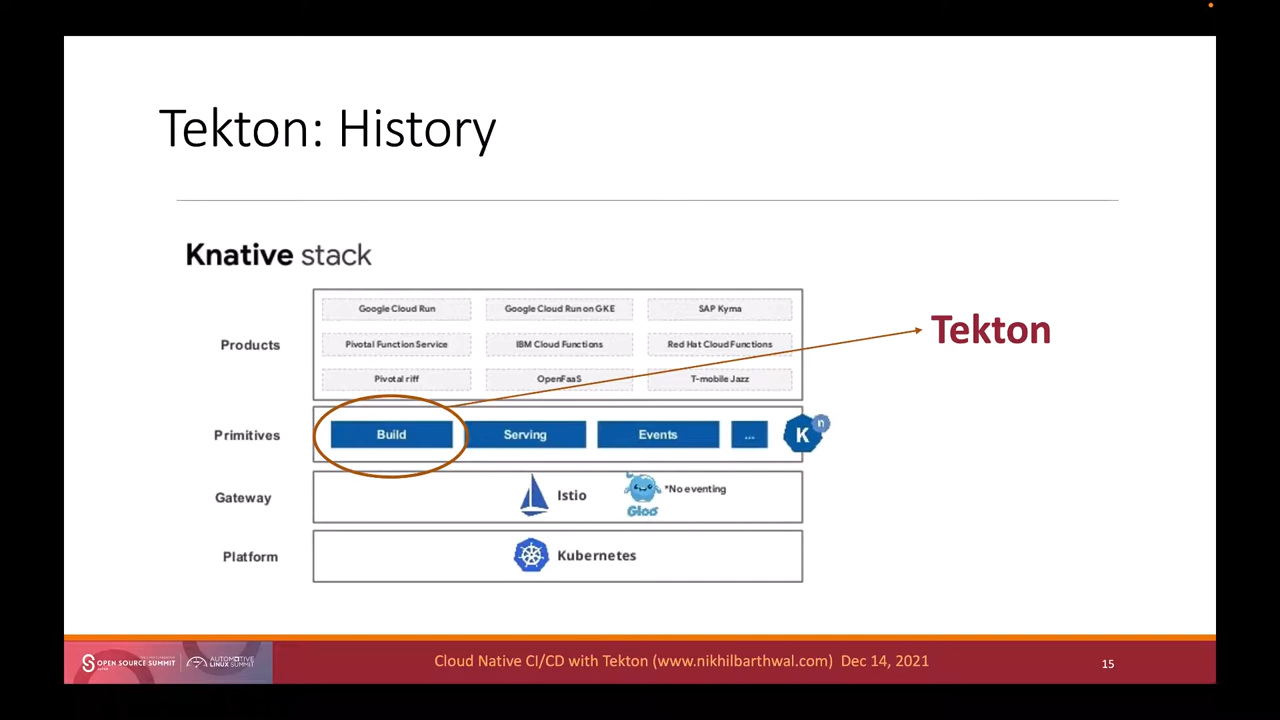 Tekton: History
Knative stack
Products
Google Cloud Run
Google Cloud Run on GKE
SAP Kyma
Pivotal Function Service
IBM Cloud Functions
Red Hat Cloud Functions
Pivotal riff
OpenFaaS
T-mobile Jazz
Tekton
Primitives
Build
Serving
Events
...
K
n
Gateway
Istio
Gloo
*No eventing
Platform
Kubernetes
OPEN SOURCE SUMMIT
AUTOMOTIVE
LINUX SUMMIT
Cloud Native CI/CD with Tekton (www.nikhilbarthwal.com) Dec 14, 2021
15